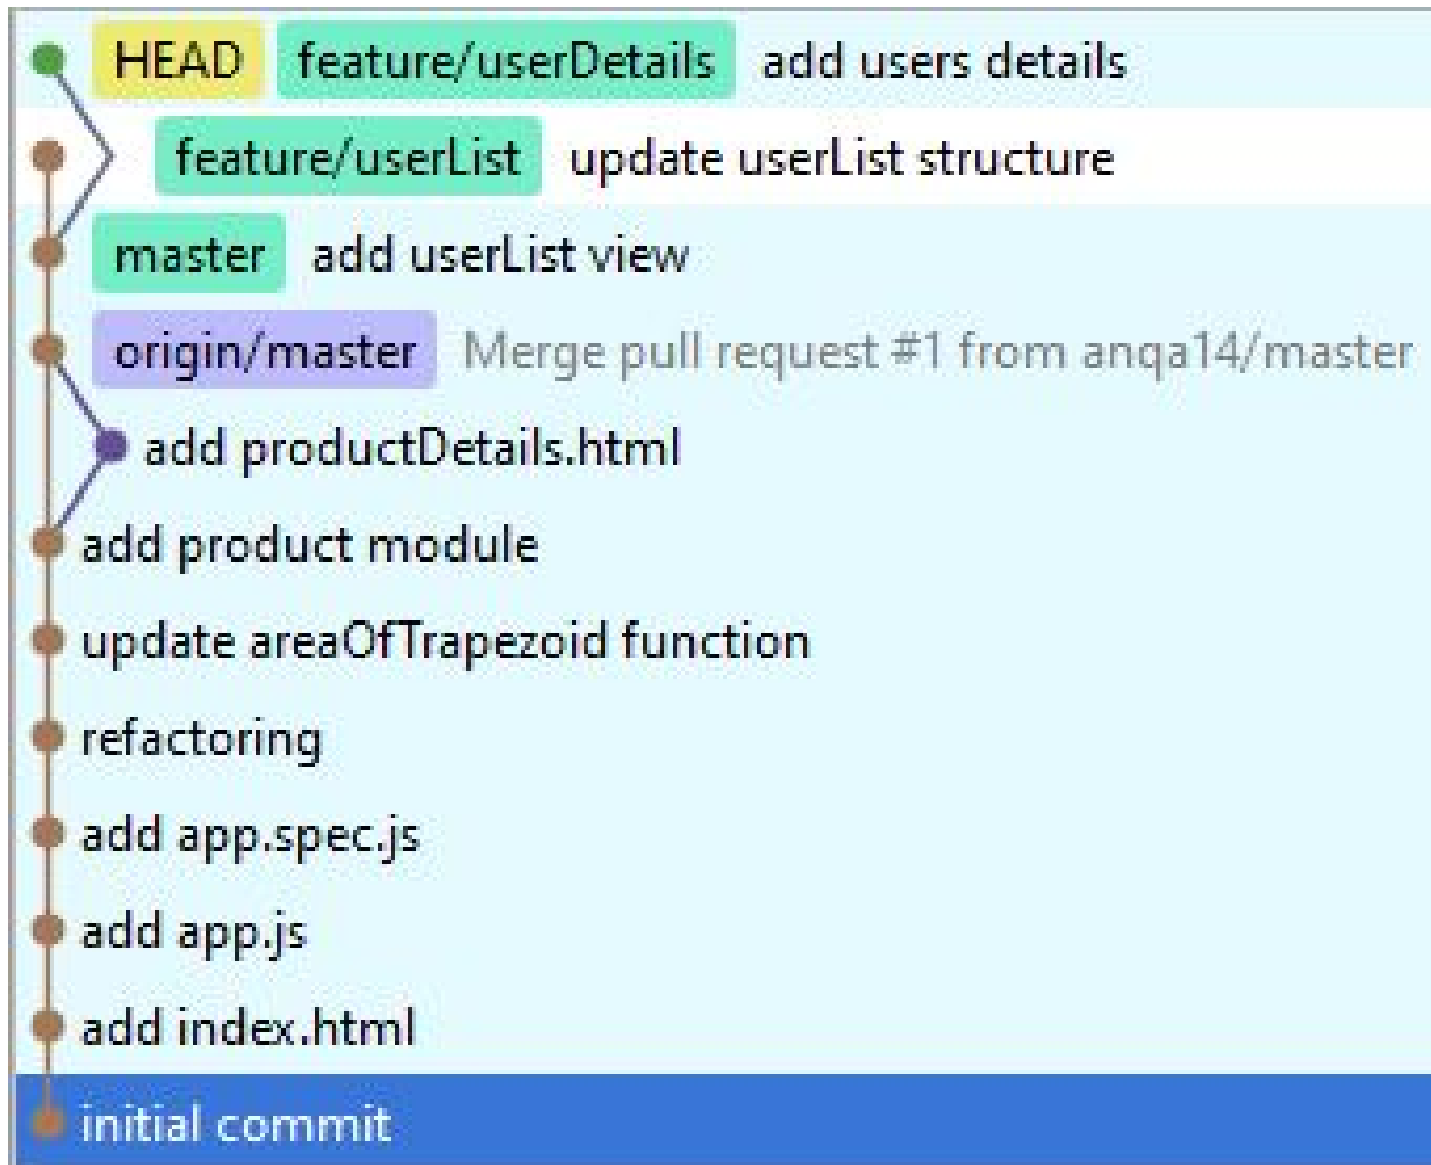 HEAD feature/userDetails add users details
feature/userList update userList structure
master add userList view
origin/master Merge pull request #1 from anqa14/master
add productDetails.html
add product module
update areaOfTrapezoid function
refactoring
add app.spec.js
add app.js
add index.html
initial commit